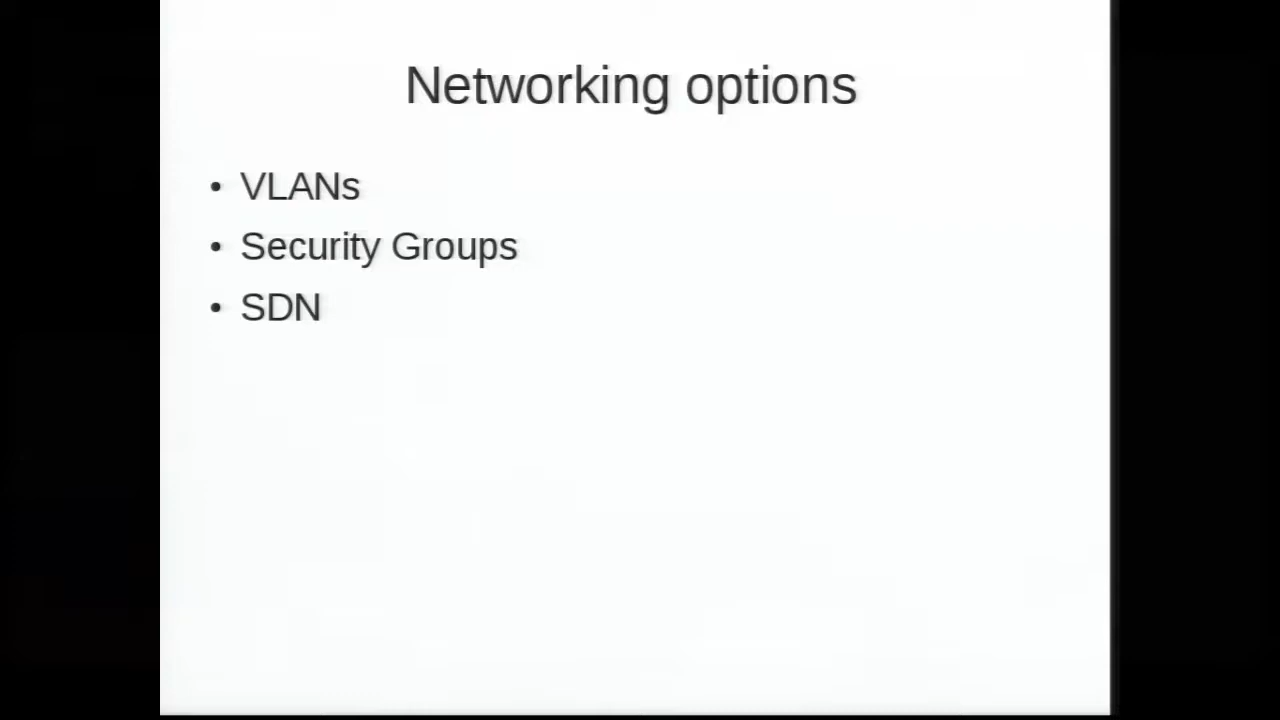 Networking options
• VLANs
• Security Groups
• SDN